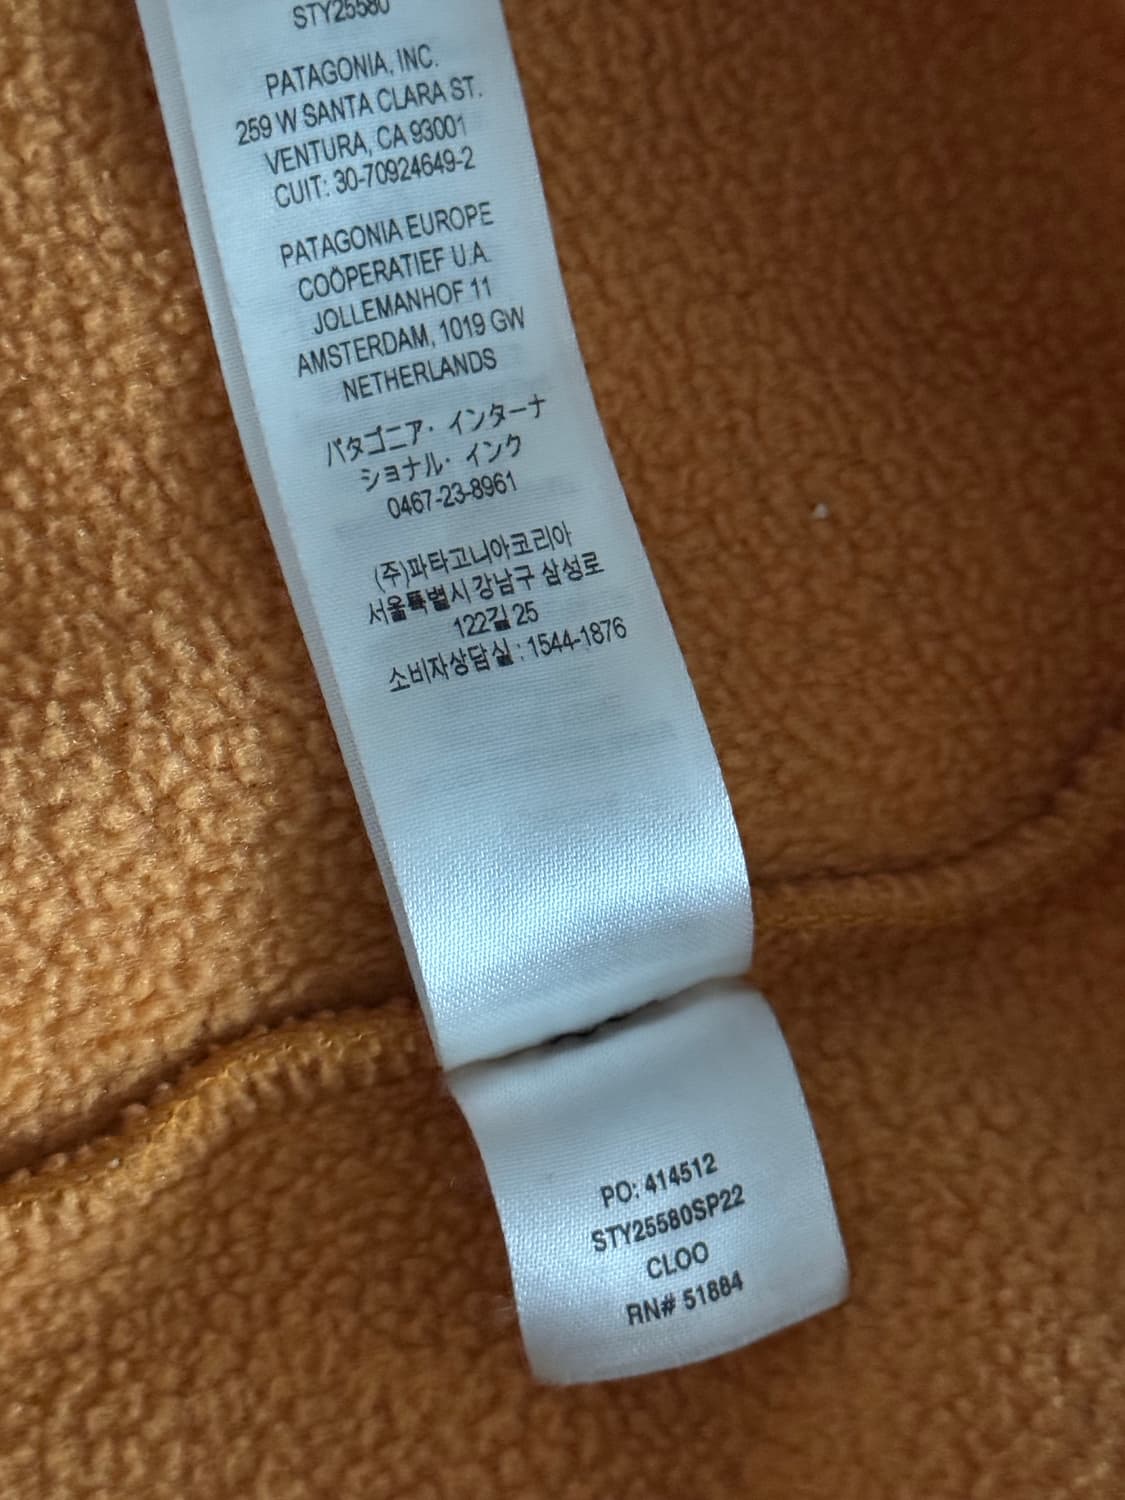 STY25580
PATAGONIA, INC.
259 W SANTA CLARA ST.
VENTURA, CA 93001
CUIT: 30-70924649-2
PATAGONIA EUROPE
COÖPERATIEF U.A.
JOLLEMANHOF 11
AMSTERDAM, 1019 GW
NETHERLANDS
パタゴニア・インターナ
ショナル・インク
0467-23-8961
(주)파타고니아코리아
서울특별시 강남구 삼성로
122길 25
소비자상담실 : 1544-1876
PO: 414512
STY25580SP22
CLOO
RN# 51884